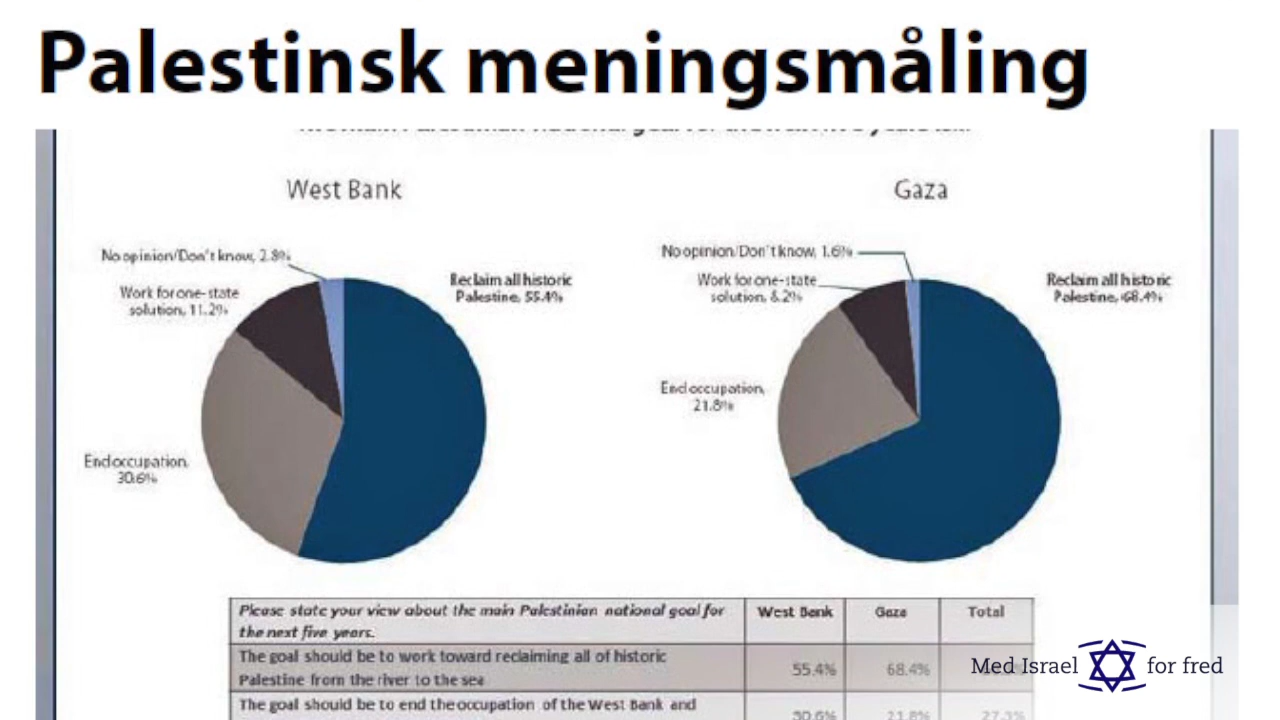 Palestinsk meningsmåling
West Bank
Gaza
No opinion/Don't know, 2.8%
Work for one-state
solution, 11.2%
Reclaim all historic
Palestine, 55.4%
End occupation,
30.6%
No opinion/Don't know, 1.6%
Work for one-state
solution, 8.2%
Reclaim all historic
Palestine, 68.4%
End occupation,
21.8%
Please state your view about the main Palestinian national goal for
the next five years.
West Bank
Gaza
Total
The goal should be to work toward reclaiming all of historic
Palestine from the river to the sea
55.4%
68.4%
The goal should be to end the occupation of the West Bank and
30.6%
21.8%
27.3%
Med Israel for fred